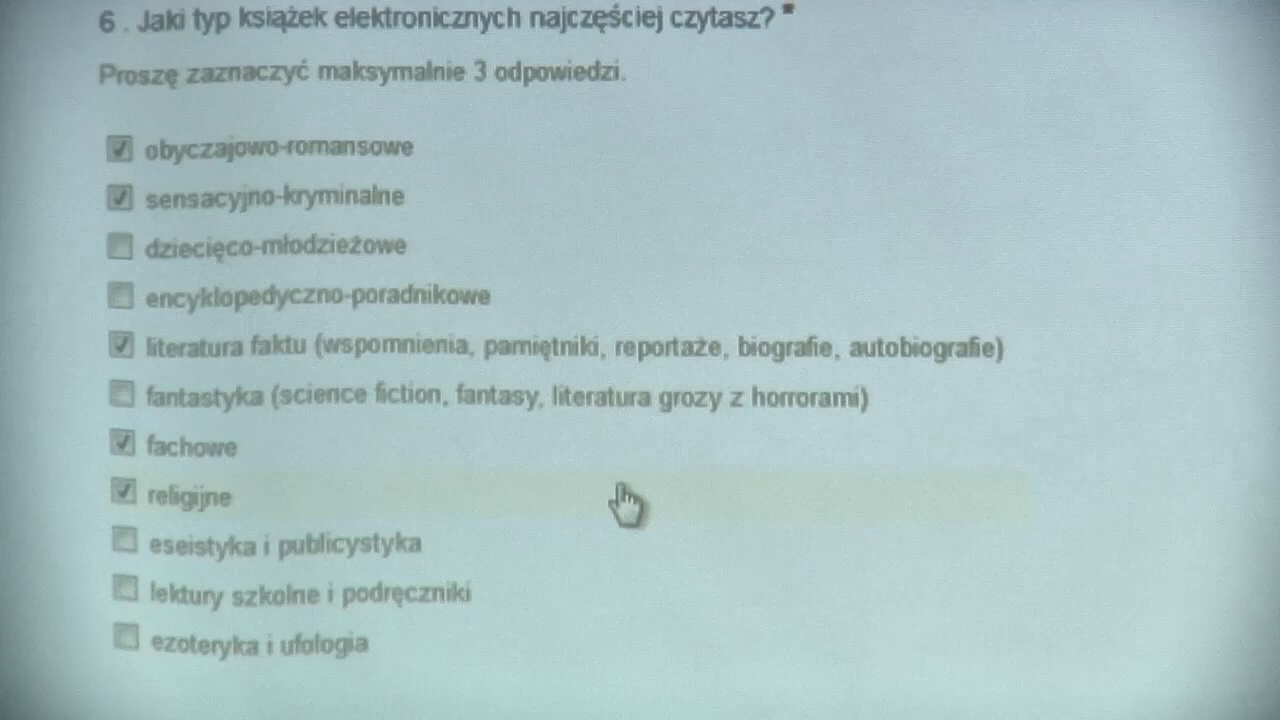 6 . Jaki typ książek elektronicznych najczęściej czytasz? *
Proszę zaznaczyć maksymalnie 3 odpowiedzi.
obyczajowo-romansowe
sensacyjno-kryminalne
dziecięco-młodzieżowe
encyklopedyczno-poradnikowe
literatura faktu (wspomnienia, pamiętniki, reportaże, biografie, autobiografie)
fantastyka (science fiction, fantasy, literatura grozy z horrorami)
fachowe
religijne
eseistyka i publicystyka
lektury szkolne i podręczniki
ezoteryka i ufologia